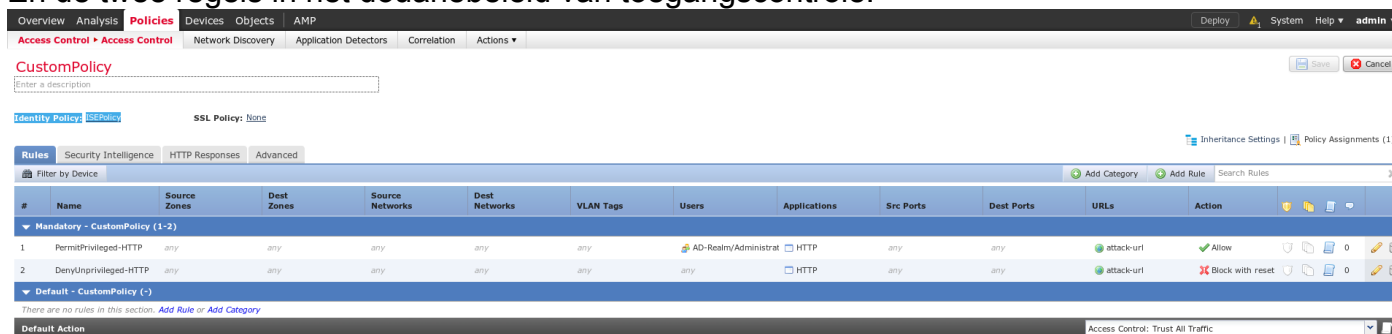 En de twee regels in het douanebeleid van toegangscontrole:
Overview Analysis Policies Devices Objects AMP Deploy 1 System Help ▾ admin
Access Control ▸ Access Control Network Discovery Application Detectors Correlation Actions ▾
CustomPolicy Save Cancel
Enter a description
Identity Policy: ISEPolicy SSL Policy: None
Inheritance Settings | Policy Assignments (1)
Rules Security Intelligence HTTP Responses Advanced
Filter by Device Add Category Add Rule Search Rules
# Name Source Zones Dest Zones Source Networks Dest Networks VLAN Tags Users Applications Src Ports Dest Ports URLs Action
Mandatory - CustomPolicy (1-2)
1 PermitPrivileged-HTTP any any any any any AD-Realm/Administrat HTTP any any attack-url Allow 0
2 DenyUnprivileged-HTTP any any any any any any HTTP any any attack-url Block with reset 0
Default - CustomPolicy (-)
There are no rules in this section. Add Rule or Add Category
Default Action Access Control: Trust All Traffic